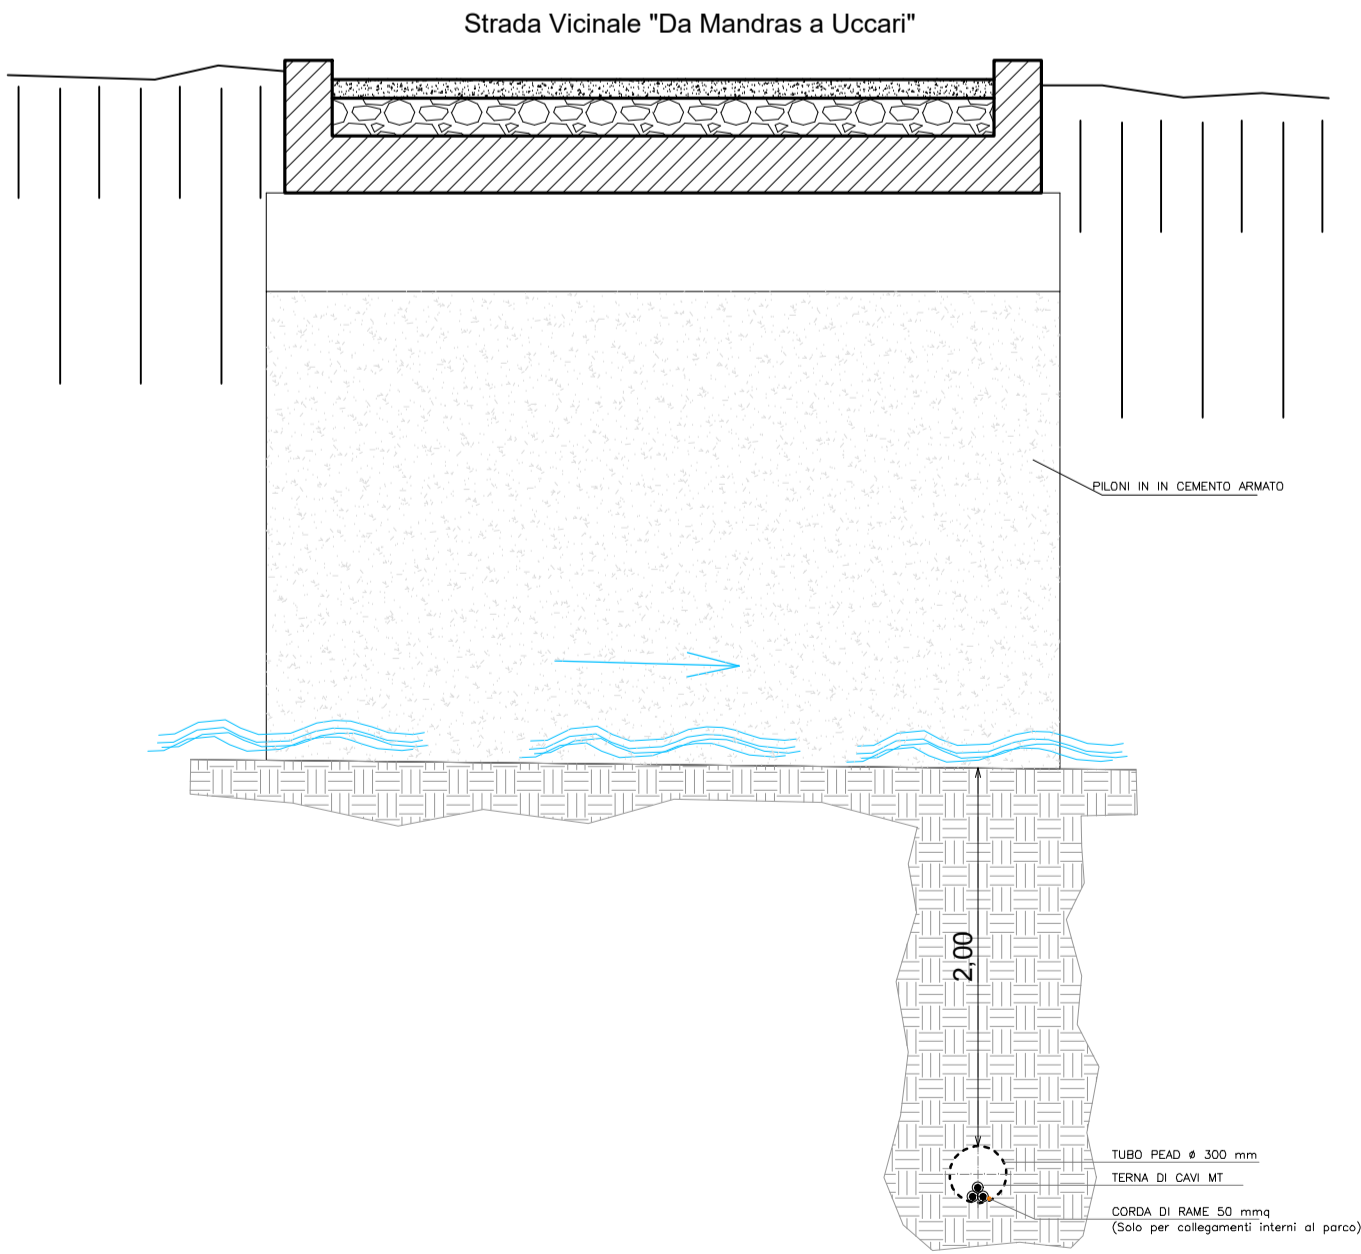 Strada Vicinale "Da Mandras a Uccari"
PILONI IN IN CEMENTO ARMATO
2,00
TUBO PEAD ø 300 mm
TERNA DI CAVI MT
CORDA DI RAME 50 mmq
(Solo per collegamenti interni al parco)